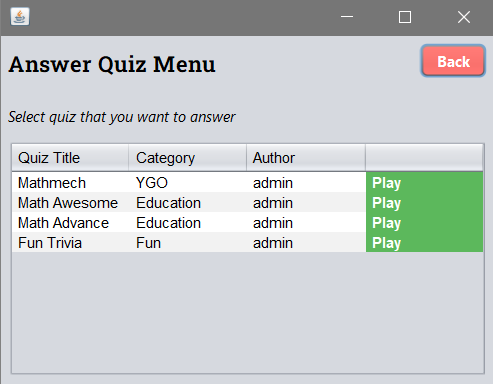 Answer Quiz Menu Back
Select quiz that you want to answer
Quiz Title Category Author
Mathmech YGO admin Play
Math Awesome Education admin Play
Math Advance Education admin Play
Fun Trivia Fun admin Play